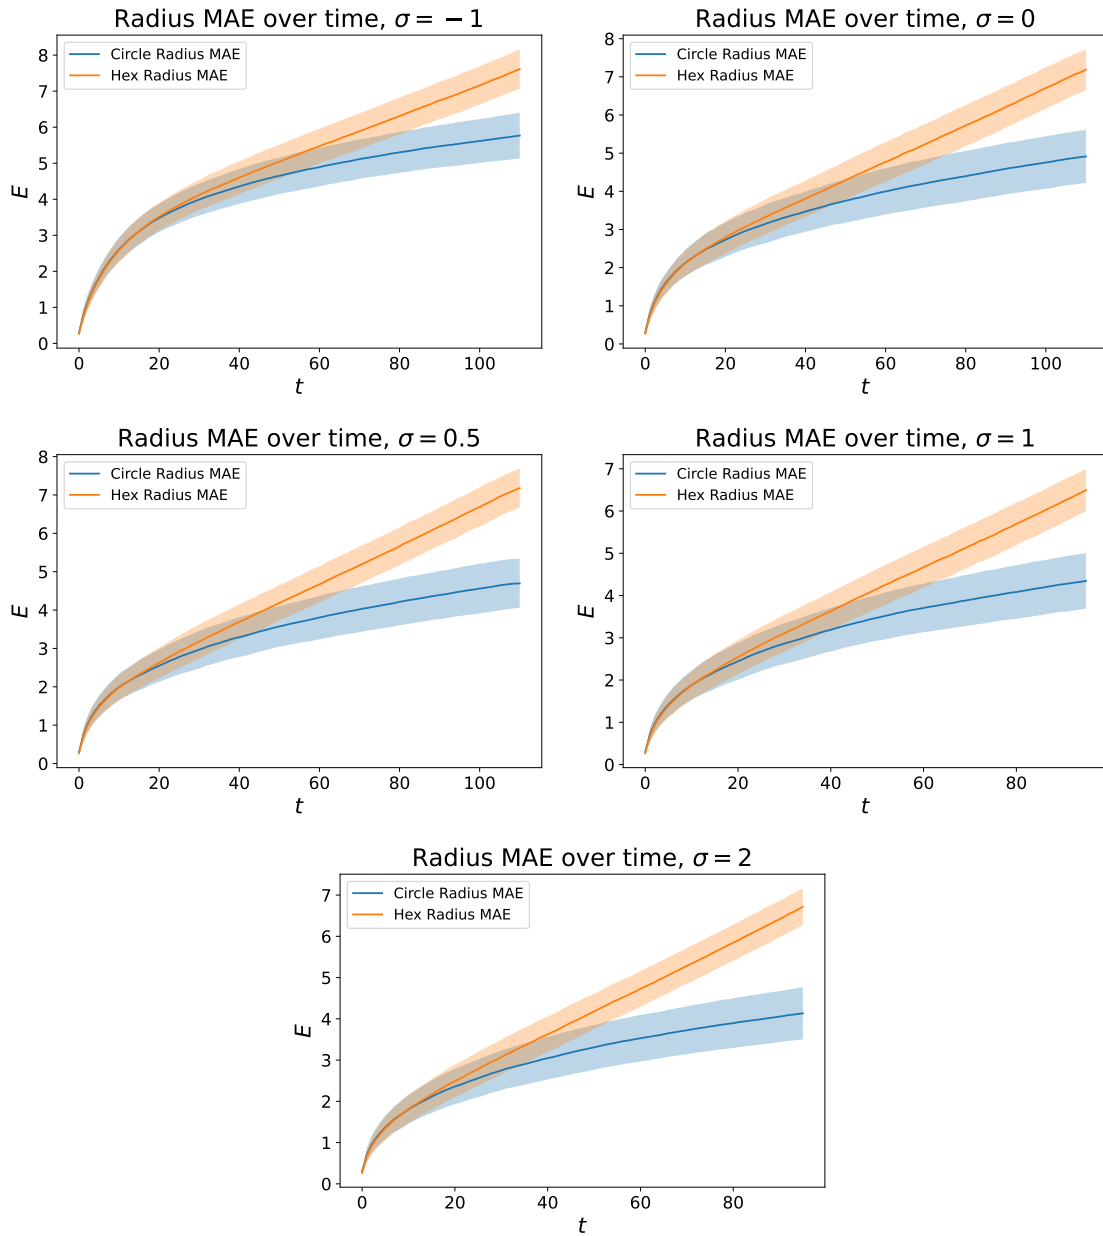 Radius MAE over time, σ = − 1
Circle Radius MAE
Hex Radius MAE
E
8
7
6
5
4
3
2
1
0
0 20 40 60 80 100
t
Radius MAE over time, σ = 0
Circle Radius MAE
Hex Radius MAE
E
8
7
6
5
4
3
2
1
0
0 20 40 60 80 100
t
Radius MAE over time, σ = 0.5
Circle Radius MAE
Hex Radius MAE
E
8
7
6
5
4
3
2
1
0
0 20 40 60 80 100
t
Radius MAE over time, σ = 1
Circle Radius MAE
Hex Radius MAE
E
7
6
5
4
3
2
1
0
0 20 40 60 80
t
Radius MAE over time, σ = 2
Circle Radius MAE
Hex Radius MAE
E
7
6
5
4
3
2
1
0
0 20 40 60 80
t